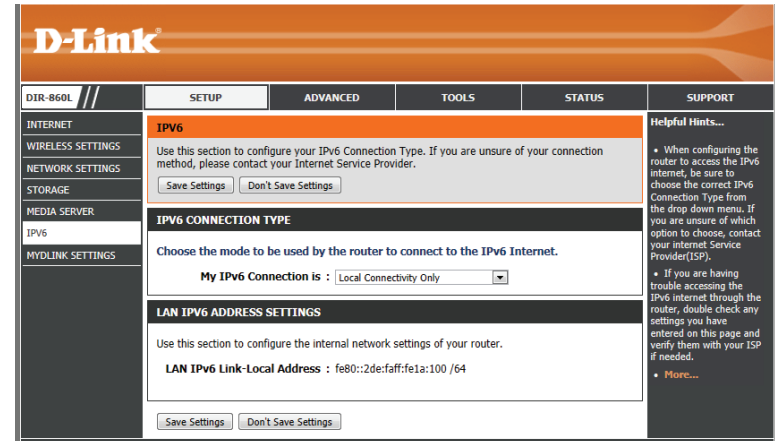 D-Link
DIR-860L
SETUP
ADVANCED
TOOLS
STATUS
SUPPORT
INTERNET
WIRELESS SETTINGS
NETWORK SETTINGS
STORAGE
MEDIA SERVER
IPV6
MYDLINK SETTINGS
IPV6
Use this section to configure your IPv6 Connection Type. If you are unsure of your connection
method, please contact your Internet Service Provider.
Save Settings
Don't Save Settings
IPV6 CONNECTION TYPE
Choose the mode to be used by the router to connect to the IPv6 Internet.
My IPv6 Connection is : Local Connectivity Only
LAN IPV6 ADDRESS SETTINGS
Use this section to configure the internal network settings of your router.
LAN IPv6 Link-Local Address : fe80::2de:faff:fe1a:100 /64
Save Settings
Don't Save Settings
Helpful Hints...
• When configuring the
router to access the IPv6
internet, be sure to
choose the correct IPv6
Connection Type from
the drop down menu. If
you are unsure of which
option to choose, contact
your internet Service
Provider(ISP).
• If you are having
trouble accessing the
IPv6 internet through the
router, double check any
settings you have
entered on this page and
verify them with your ISP
if needed.
• More...